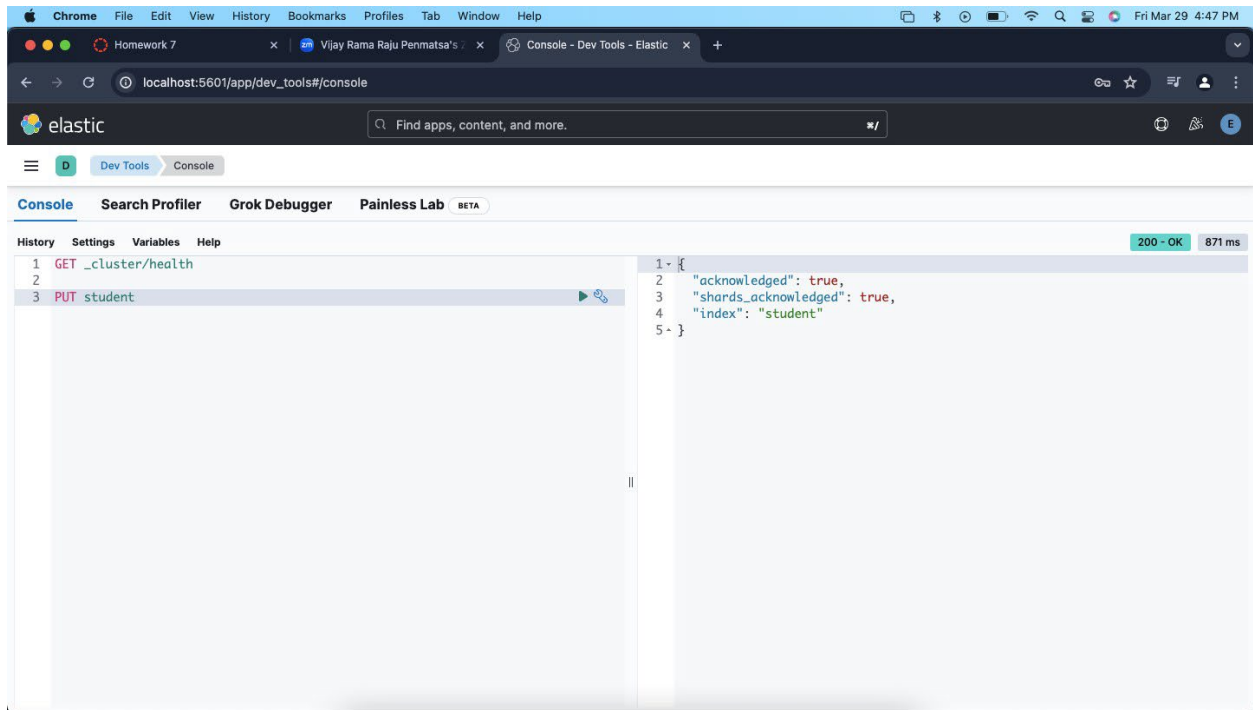 Chrome File Edit View History Bookmarks Profiles Tab Window Help Fri Mar 29 4:47 PM
Homework 7 zm Vijay Rama Raju Penmatsa's Console - Dev Tools - Elastic
localhost:5601/app/dev_tools#/console
elastic Find apps, content, and more. ⌘/ E
D Dev Tools Console
Console Search Profiler Grok Debugger Painless Lab BETA
History Settings Variables Help 200 - OK 871 ms
1 GET _cluster/health
2
3 PUT student
1 {
2 "acknowledged": true,
3 "shards_acknowledged": true,
4 "index": "student"
5 }